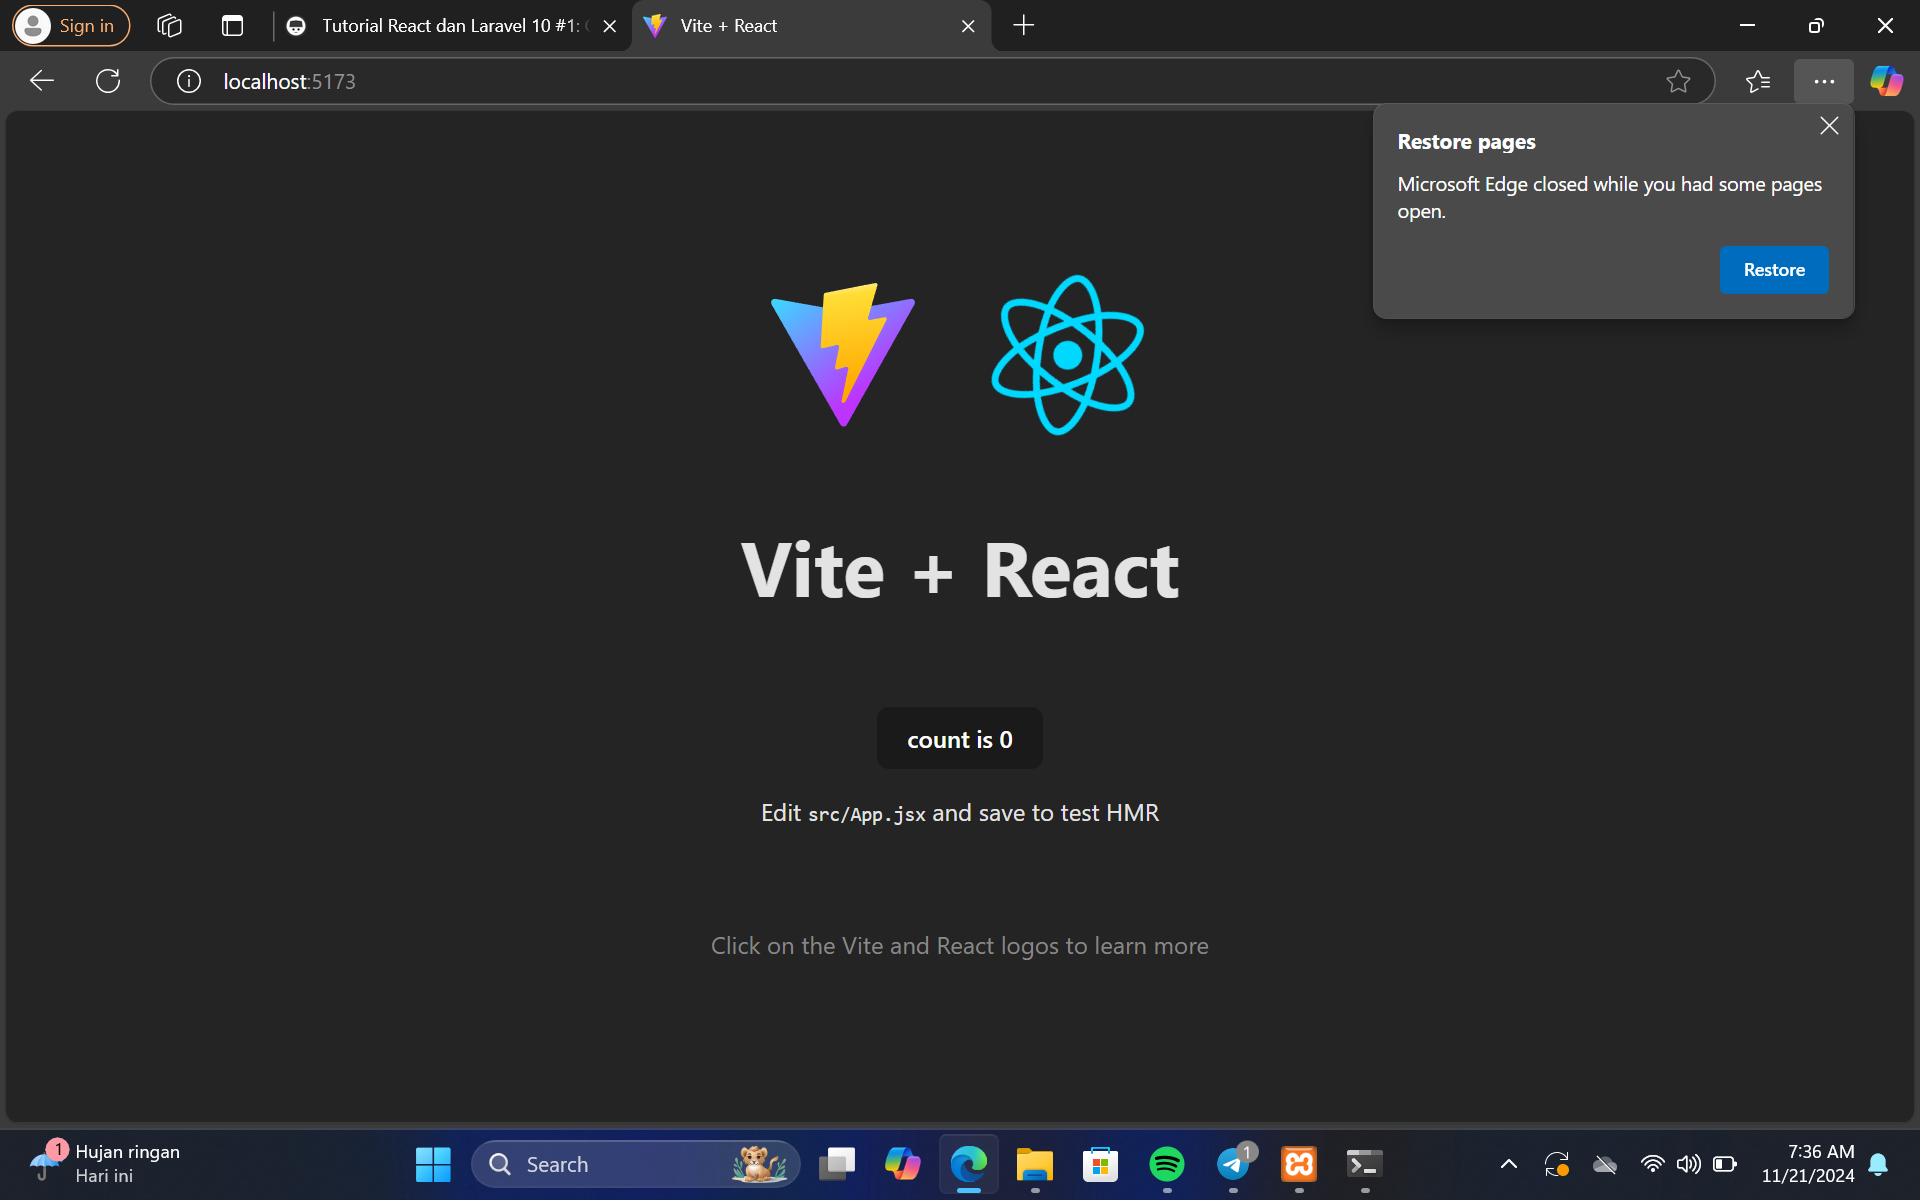 Sign in
Tutorial React dan Laravel 10 #1:
Vite + React
localhost:5173
Restore pages
Microsoft Edge closed while you had some pages
open.
Restore
Vite + React
count is 0
Edit src/App.jsx and save to test HMR
Click on the Vite and React logos to learn more
1
Hujan ringan
Hari ini
Search
1
7:36 AM
11/21/2024